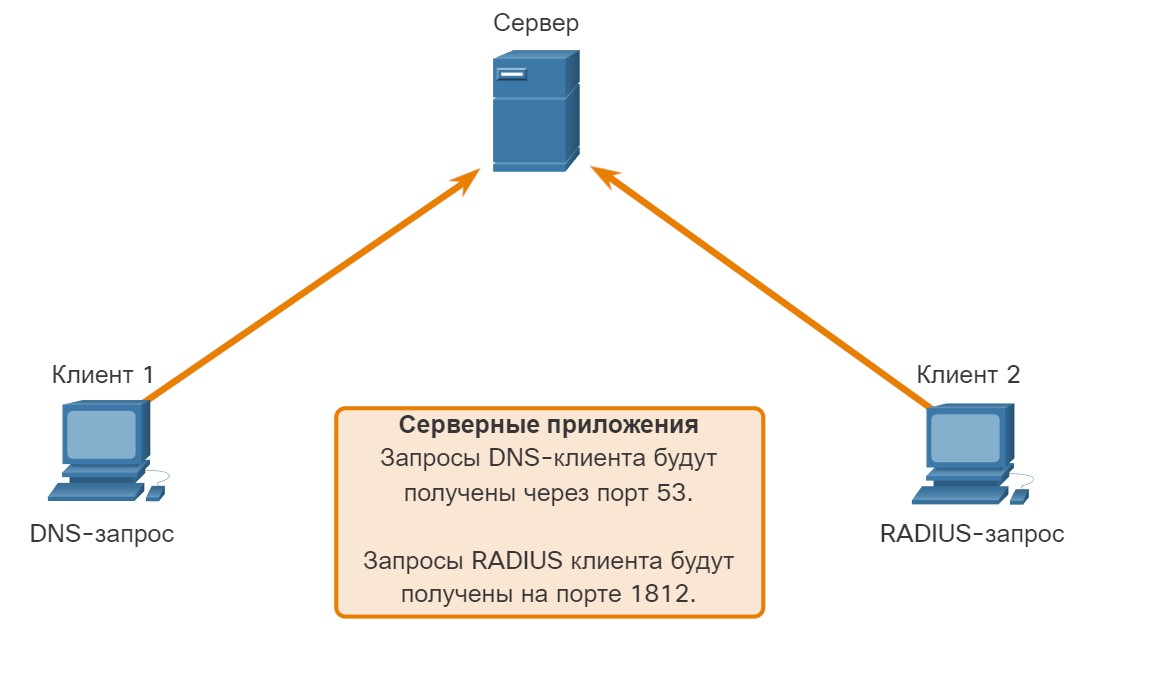 Сервер
Клиент 1
Клиент 2
Серверные приложения
Запросы DNS-клиента будут
получены через порт 53.
Запросы RADIUS клиента будут
получены на порте 1812.
DNS-запрос
RADIUS-запрос